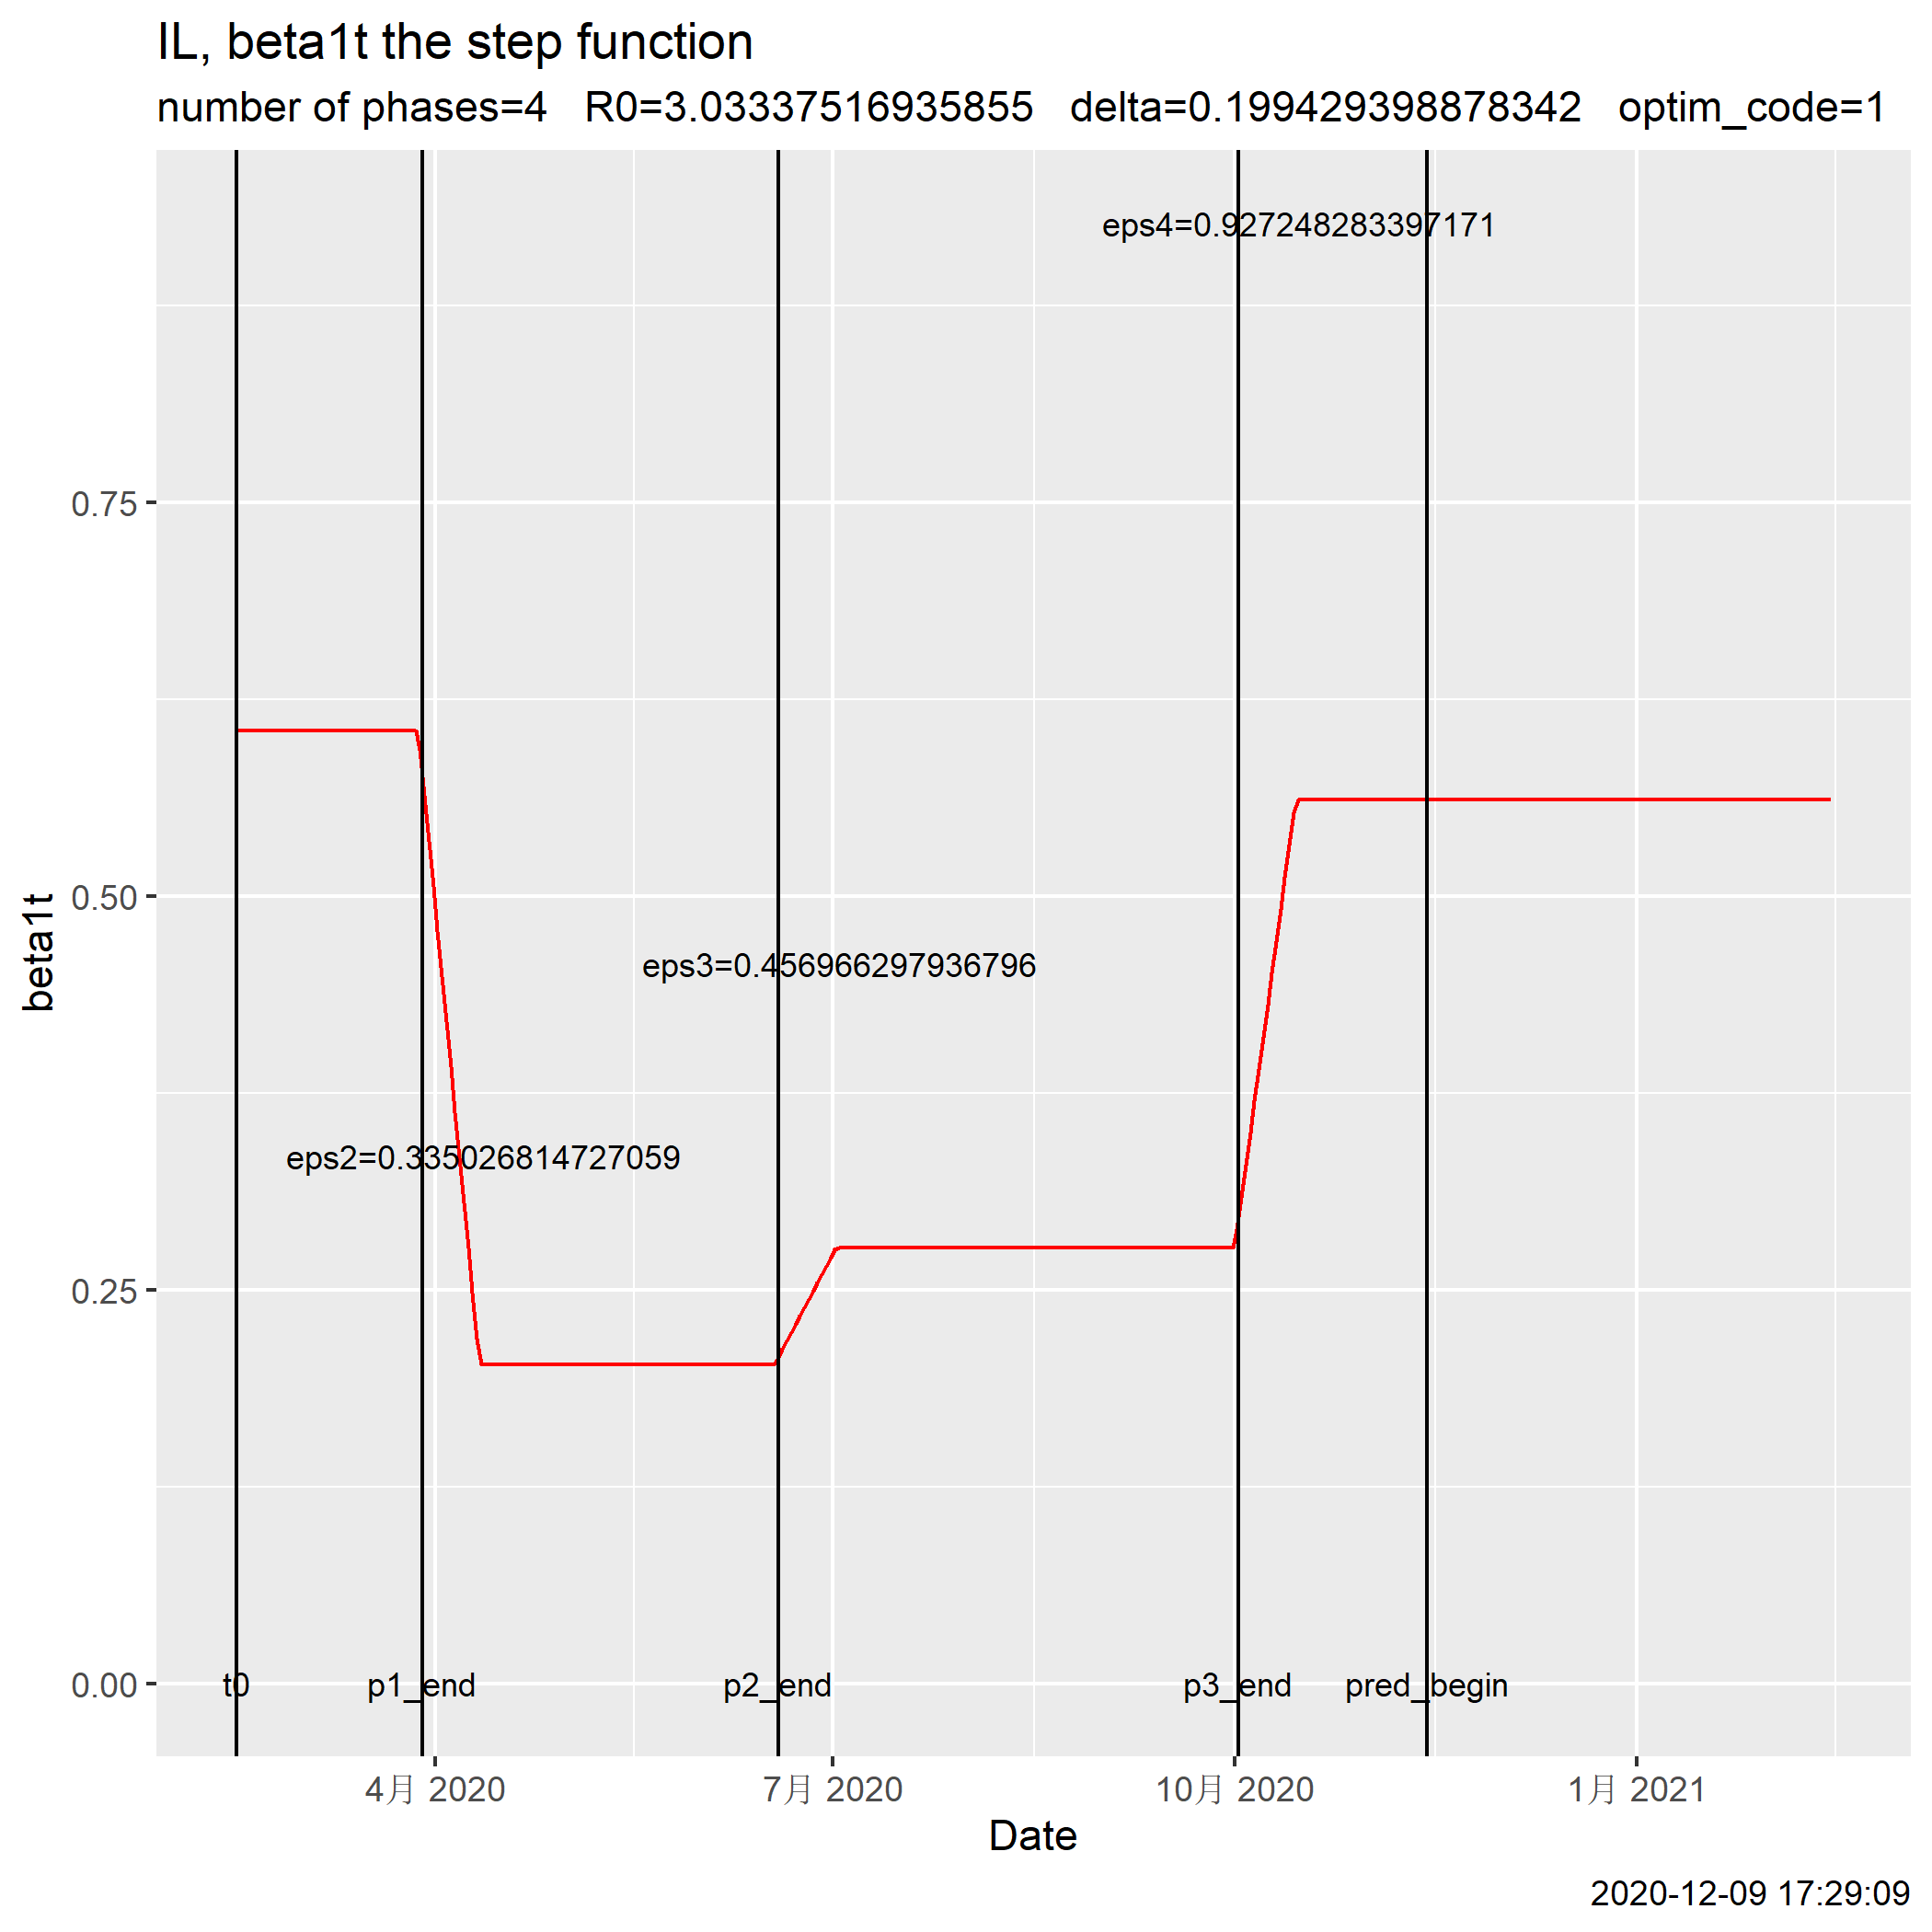 IL, beta1t the step function
number of phases=4 R0=3.03337516935855 delta=0.199429398878342 optim_code=1
eps4=0.927248283397171
0.75
0.50
eps3=0.456966297936796
beta1t
eps2=0.335026814727059
0.25
0.00
t0
p1_end
p2_end
p3_end
pred_begin
4月 2020
7月 2020
10月 2020
1月 2021
Date
2020-12-09 17:29:09